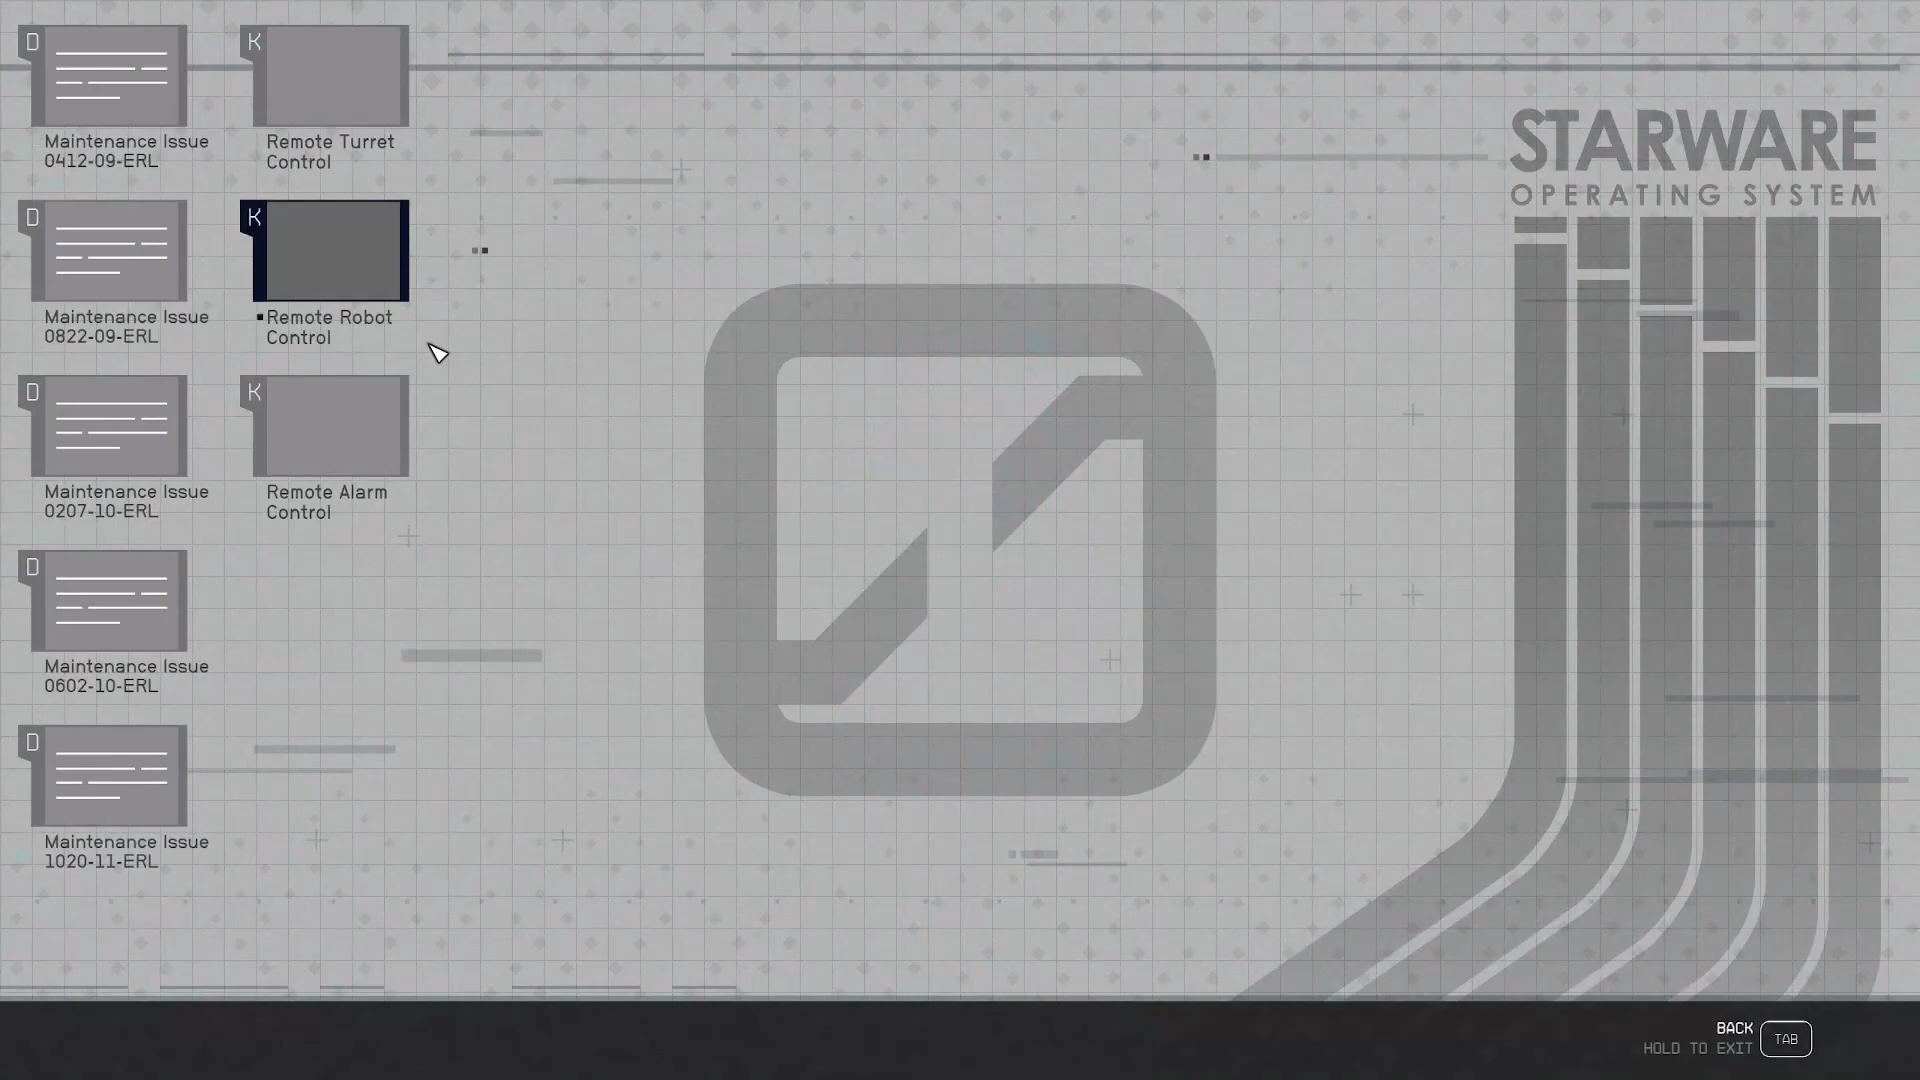 D
Maintenance Issue
0412-09-ERL
D
Maintenance Issue
0822-09-ERL
D
Maintenance Issue
0207-10-ERL
D
Maintenance Issue
0602-10-ERL
D
Maintenance Issue
1020-11-ERL
K
Remote Turret
Control
K
Remote Robot
Control
K
Remote Alarm
Control
STARWARE
OPERATING SYSTEM
BACK
HOLD TO EXIT
TAB